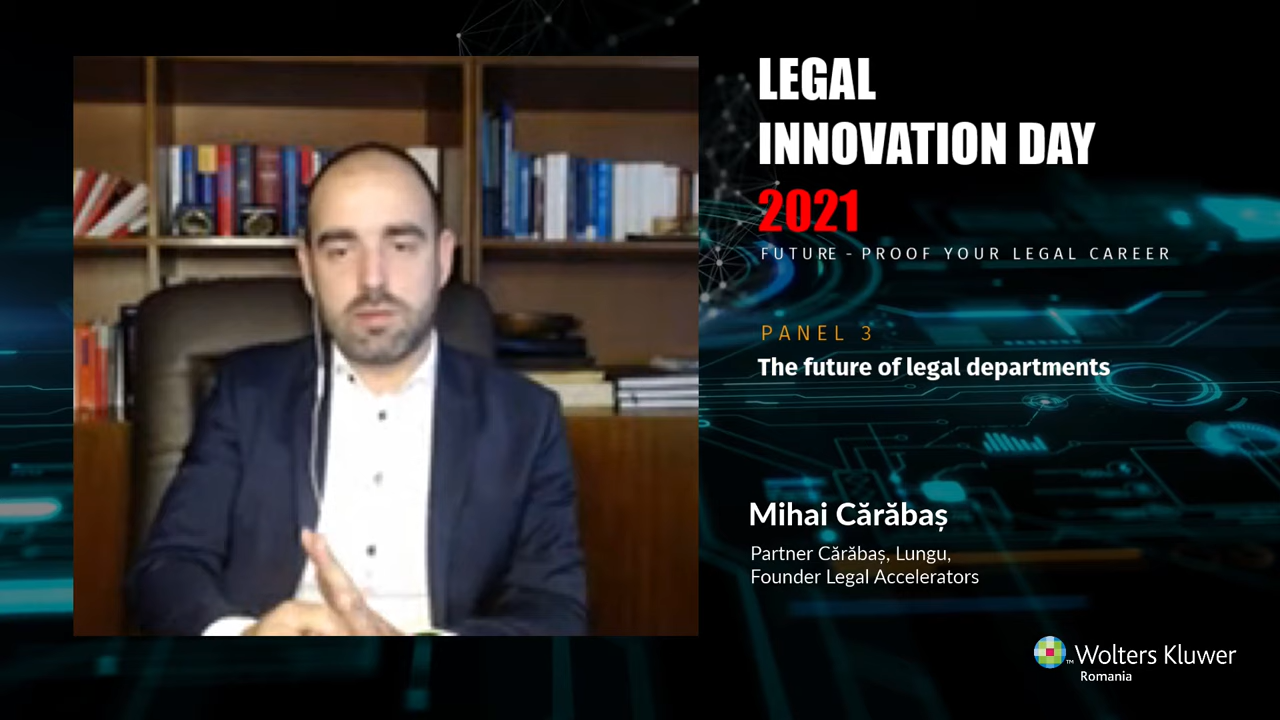 LEGAL
INNOVATION DAY
2021
FUTURE - PROOF YOUR LEGAL CAREER
PANEL 3
The future of legal departments
Mihai Cărăbaș
Partner Cărăbaș, Lungu,
Founder Legal Accelerators
TM Wolters Kluwer
Romania